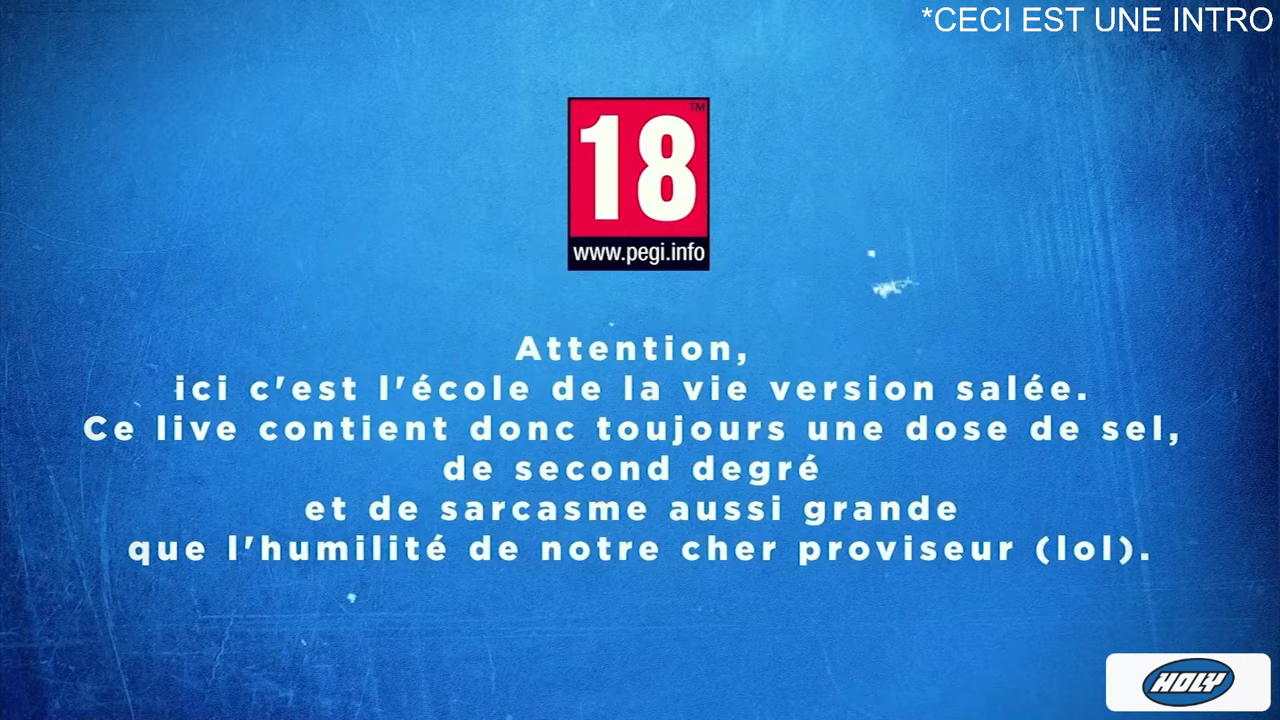 *CECI EST UNE INTRO
18 ™
www.pegi.info
Attention,
ici c'est l'école de la vie version salée.
Ce live contient donc toujours une dose de sel,
de second degré
et de sarcasme aussi grande
que l'humilité de notre cher proviseur (lol).
HOLY